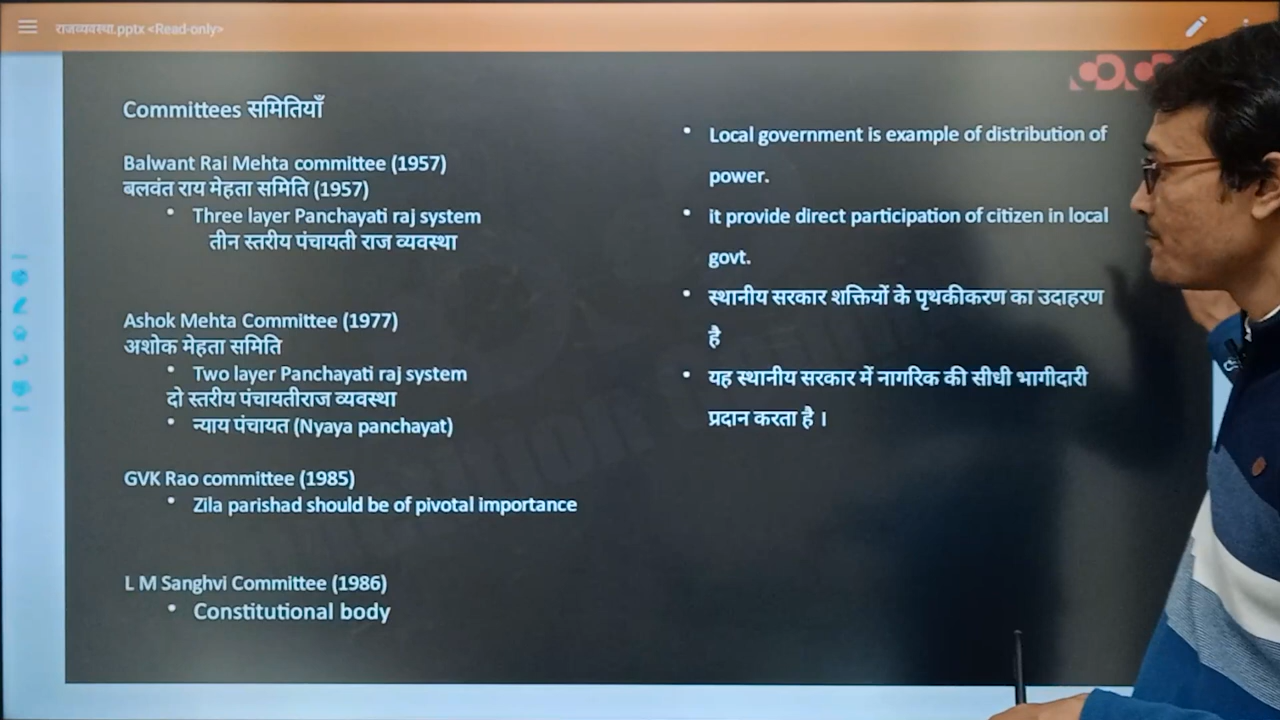 राजव्यवस्था.pptx <Read-only>
Committees समितियाँ
Balwant Rai Mehta committee (1957)
बलवंत राय मेहता समिति (1957)
• Three layer Panchayati raj system
तीन स्तरीय पंचायती राज व्यवस्था
Ashok Mehta Committee (1977)
अशोक मेहता समिति
• Two layer Panchayati raj system
दो स्तरीय पंचायतीराज व्यवस्था
• न्याय पंचायत (Nyaya panchayat)
GVK Rao committee (1985)
• Zila parishad should be of pivotal importance
L M Sanghvi Committee (1986)
• Constitutional body
• Local government is example of distribution of
power.
• it provide direct participation of citizen in local
govt.
• स्थानीय सरकार शक्तियों के पृथकीकरण का उदाहरण
है
• यह स्थानीय सरकार में नागरिक की सीधी भागीदारी
प्रदान करता है ।